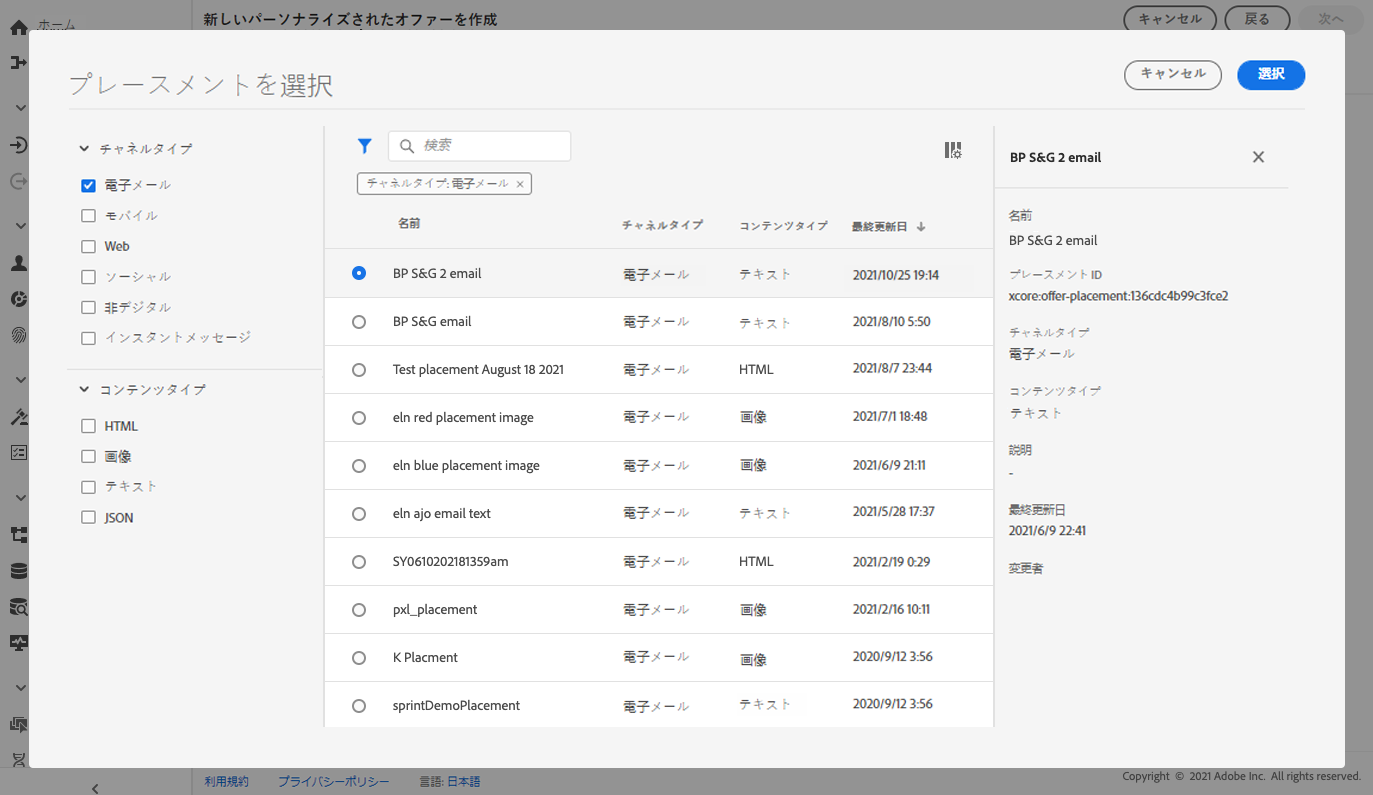 ホーム
新しいパーソナライズされたオファーを作成
キャンセル
戻る
次へ
プレースメントを選択
キャンセル
選択
チャネルタイプ
電子メール
モバイル
Web
ソーシャル
非デジタル
インスタントメッセージ
コンテンツタイプ
HTML
画像
テキスト
JSON
検索
チャネルタイプ: 電子メール ×
名前 チャネルタイプ コンテンツタイプ 最終更新日 ↓
BP S&G 2 email 電子メール テキスト 2021/10/25 19:14
BP S&G email 電子メール テキスト 2021/8/10 5:50
Test placement August 18 2021 電子メール HTML 2021/8/7 23:44
eln red placement image 電子メール 画像 2021/7/1 18:48
eln blue placement image 電子メール 画像 2021/6/9 21:11
eln ajo email text 電子メール テキスト 2021/5/28 17:37
SY0610202181359am 電子メール HTML 2021/2/19 0:29
pxl_placement 電子メール 画像 2021/2/16 10:11
K Placment 電子メール 画像 2020/9/12 3:56
sprintDemoPlacement 電子メール テキスト 2020/9/12 3:56
BP S&G 2 email
名前
BP S&G 2 email
プレースメント ID
xcore:offer-placement:136cdc4b99c3fce2
チャネルタイプ
電子メール
コンテンツタイプ
テキスト
説明
-
最終更新日
2021/6/9 22:41
変更者
利用規約 プライバシーポリシー 言語: 日本語
Copyright © 2021 Adobe Inc. All rights reserved.